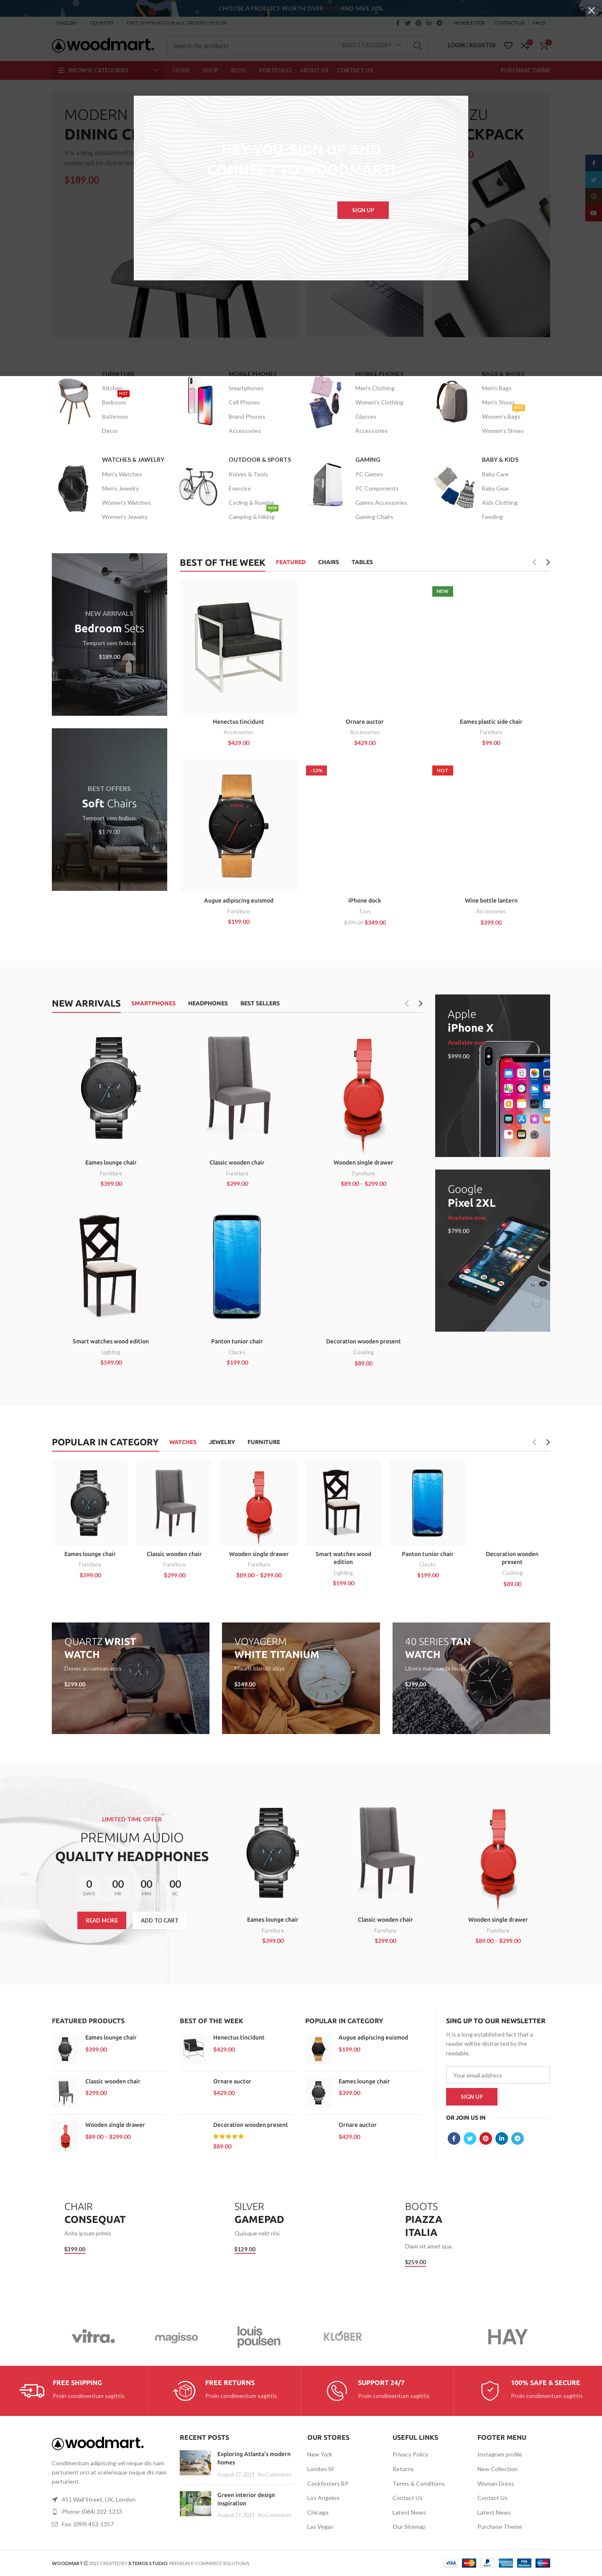 CHOOSE A PRODUCT WORTH OVER AND SAVE 20%.
ENGLISH COUNTRY FREE SHIPPING FOR ALL ORDERS OF $150
NEWSLETTER CONTACT US FAQS
woodmart.
Search for products SELECT CATEGORY
LOGIN / REGISTER
BROWSE CATEGORIES HOME SHOP BLOG PORTFOLIO ABOUT US CONTACT US PURCHASE THEME
MODERN
It is a long established
reader will be distracted
$189.00
HEY YOU, SIGN UP AND
CONNECT TO WOODMART!
SIGN UP
FURNITURE
Kitchen
HOT
Bedroom
Bathroom
Decor
MOBILE PHONES
Smartphones
Cell Phones
Brand Phones
Accessories
MOBILE PHONES
Men's Clothing
Women's Clothing
Glasses
Accessories
BAGS & SHOES
Men's Bags
Men's Shoes
BEST
Women's Bags
Women's Shoes
WATCHES & JEWELRY
Men's Watches
Men's Jewelry
Women's Watches
Women's Jewelry
OUTDOOR & SPORTS
Knives & Tools
Exercise
Cycling & Rowing
NEW
Camping & Hiking
GAMING
PC Games
PC Components
Games Accessories
Gaming Chairs
BABY & KIDS
Baby Care
Baby Gear
Kids Clothing
Feeding
NEW ARRIVALS
Bedroom Sets
Temport sem finibus
$189.00
BEST OFFERS
Soft Chairs
Temport sem finibus.
$179.00
BEST OF THE WEEK FEATURED CHAIRS TABLES
NEW
Henectus tincidunt
Accessories
$429.00
Ornare auctor
Accessories
$429.00
Eames plastic side chair
Furniture
$99.00
-13%
HOT
Augue adipiscing euismod
Furniture
$199.00
iPhone dock
Toys
$399.00 $349.00
Wine bottle lantern
Accessories
$399.00
NEW ARRIVALS SMARTPHONES HEADPHONES BEST SELLERS
Eames lounge chair
Furniture
$399.00
Classic wooden chair
Furniture
$299.00
Wooden single drawer
Furniture
$89.00 – $299.00
Smart watches wood edition
Lighting
$599.00
Panton tunior chair
Clocks
$199.00
Decoration wooden present
Cooking
$89.00
Apple
iPhone X
Available now.
$999.00
Google
Pixel 2XL
Available now.
$799.00
POPULAR IN CATEGORY WATCHES JEWELRY FURNITURE
Eames lounge chair
Furniture
$399.00
Classic wooden chair
Furniture
$299.00
Wooden single drawer
Furniture
$89.00 – $299.00
Smart watches wood
edition
Lighting
$599.00
Panton tunior chair
Clocks
$199.00
Decoration wooden
present
Cooking
$89.00
QUARTZ WRIST
WATCH
Donec accumsan eros
$299.00
VOYAGERM
WHITE TITANIUM
Mauris blandit aliqe
$349.00
40 SERIES TAN
WATCH
Libero malesuada feugi
$399.00
LIMITED TIME OFFER
PREMIUM AUDIO
QUALITY HEADPHONES
0 00 00 00
DAYS HR MIN SC
READ MORE ADD TO CART
Eames lounge chair
Furniture
$399.00
Classic wooden chair
Furniture
$299.00
Wooden single drawer
Furniture
$89.00 – $299.00
FEATURED PRODUCTS
Eames lounge chair
$399.00
Classic wooden chair
$299.00
Wooden single drawer
$89.00 – $299.00
BEST OF THE WEEK
Henectus tincidunt
$429.00
Ornare auctor
$429.00
Decoration wooden present
$89.00
POPULAR IN CATEGORY
Augue adipiscing euismod
$199.00
Eames lounge chair
$399.00
Ornare auctor
$429.00
SING UP TO OUR NEWSLETTER
It is a long established fact that a
reader will be distracted by the
readable.
Your email address
SIGN UP
OR JOIN US IN
CHAIR
CONSEQUAT
Ante ipsum primis
$399.00
SILVER
GAMEPAD
Quisque velit nisi
$129.00
BOOTS
PIAZZA
ITALIA
Diam sit amet qua.
$259.00
vitra.
magisso
louis
poulsen
KLÖBER
HAY
FREE SHIPPING
Proin condimentum sagittis
FREE RETURNS
Proin condimentum sagittis
SUPPORT 24/7
Proin condimentum sagittis
100% SAFE & SECURE
Proin condimentum sagittis
woodmart.
Condimentum adipiscing vel neque dis nam
parturient orci at scelerisque neque dis nam
parturient.
451 Wall Street, UK, London
Phone: (064) 332-1233
Fax: (099) 453-1357
RECENT POSTS
Exploring Atlanta's modern
homes
August 27, 2021 No Comments
Green interior design
inspiration
August 27, 2021 No Comments
OUR STORES
New York
London SF
Cockfosters BP
Los Angeles
Chicago
Las Vegas
USEFUL LINKS
Privacy Policy
Returns
Terms & Conditions
Contact Us
Latest News
Our Sitemap
FOOTER MENU
Instagram profile
New Collection
Woman Dress
Contact Us
Latest News
Purchase Theme
WOODMART © 2022 CREATED BY XTEMOS STUDIO. PREMIUM E-COMMERCE SOLUTIONS.
VISA